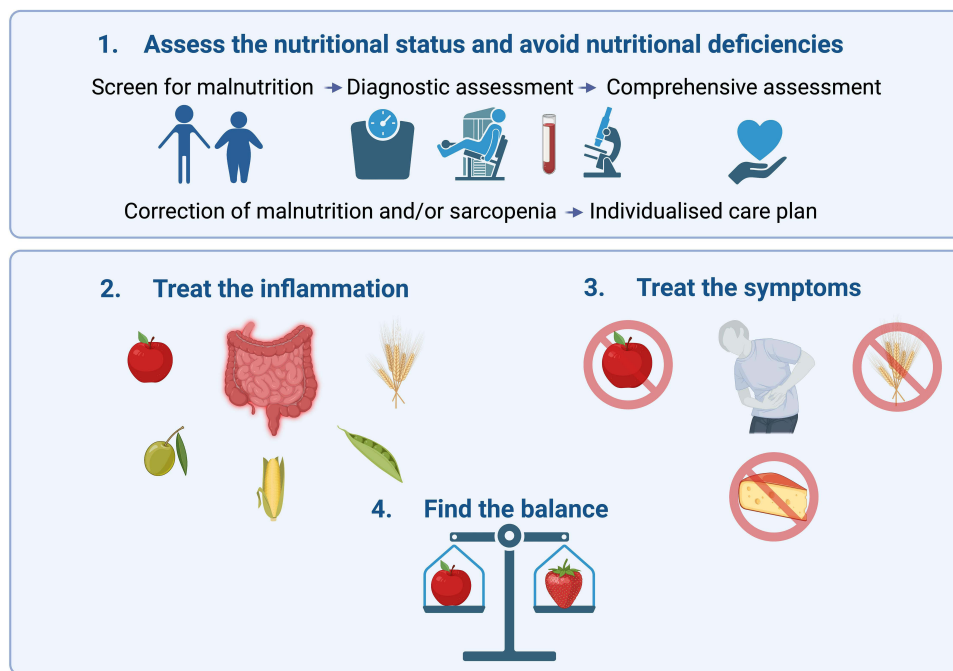 1. Assess the nutritional status and avoid nutritional deficiencies
Screen for malnutrition → Diagnostic assessment → Comprehensive assessment
Correction of malnutrition and/or sarcopenia → Individualised care plan
2. Treat the inflammation
3. Treat the symptoms
4. Find the balance